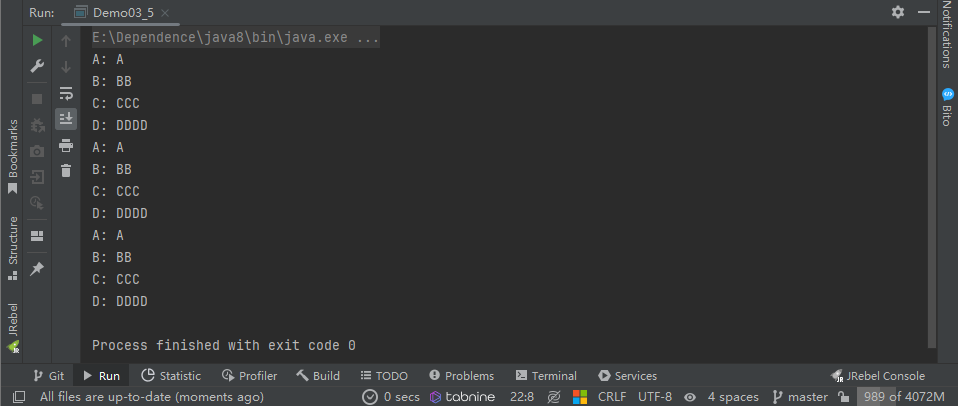 Run: Demo03_5
E:\Dependence\java8\bin\java.exe ...
A: A
B: BB
C: CCC
D: DDDD
A: A
B: BB
C: CCC
D: DDDD
A: A
B: BB
C: CCC
D: DDDD
Process finished with exit code 0
Bookmarks
Structure
JRebel
Notifications
Bito
Git Run Statistic Profiler Build TODO Problems Terminal Services JRebel Console
All files are up-to-date (moments ago) 0 secs tabnine 22:8 CRLF UTF-8 4 spaces master 989 of 4072M